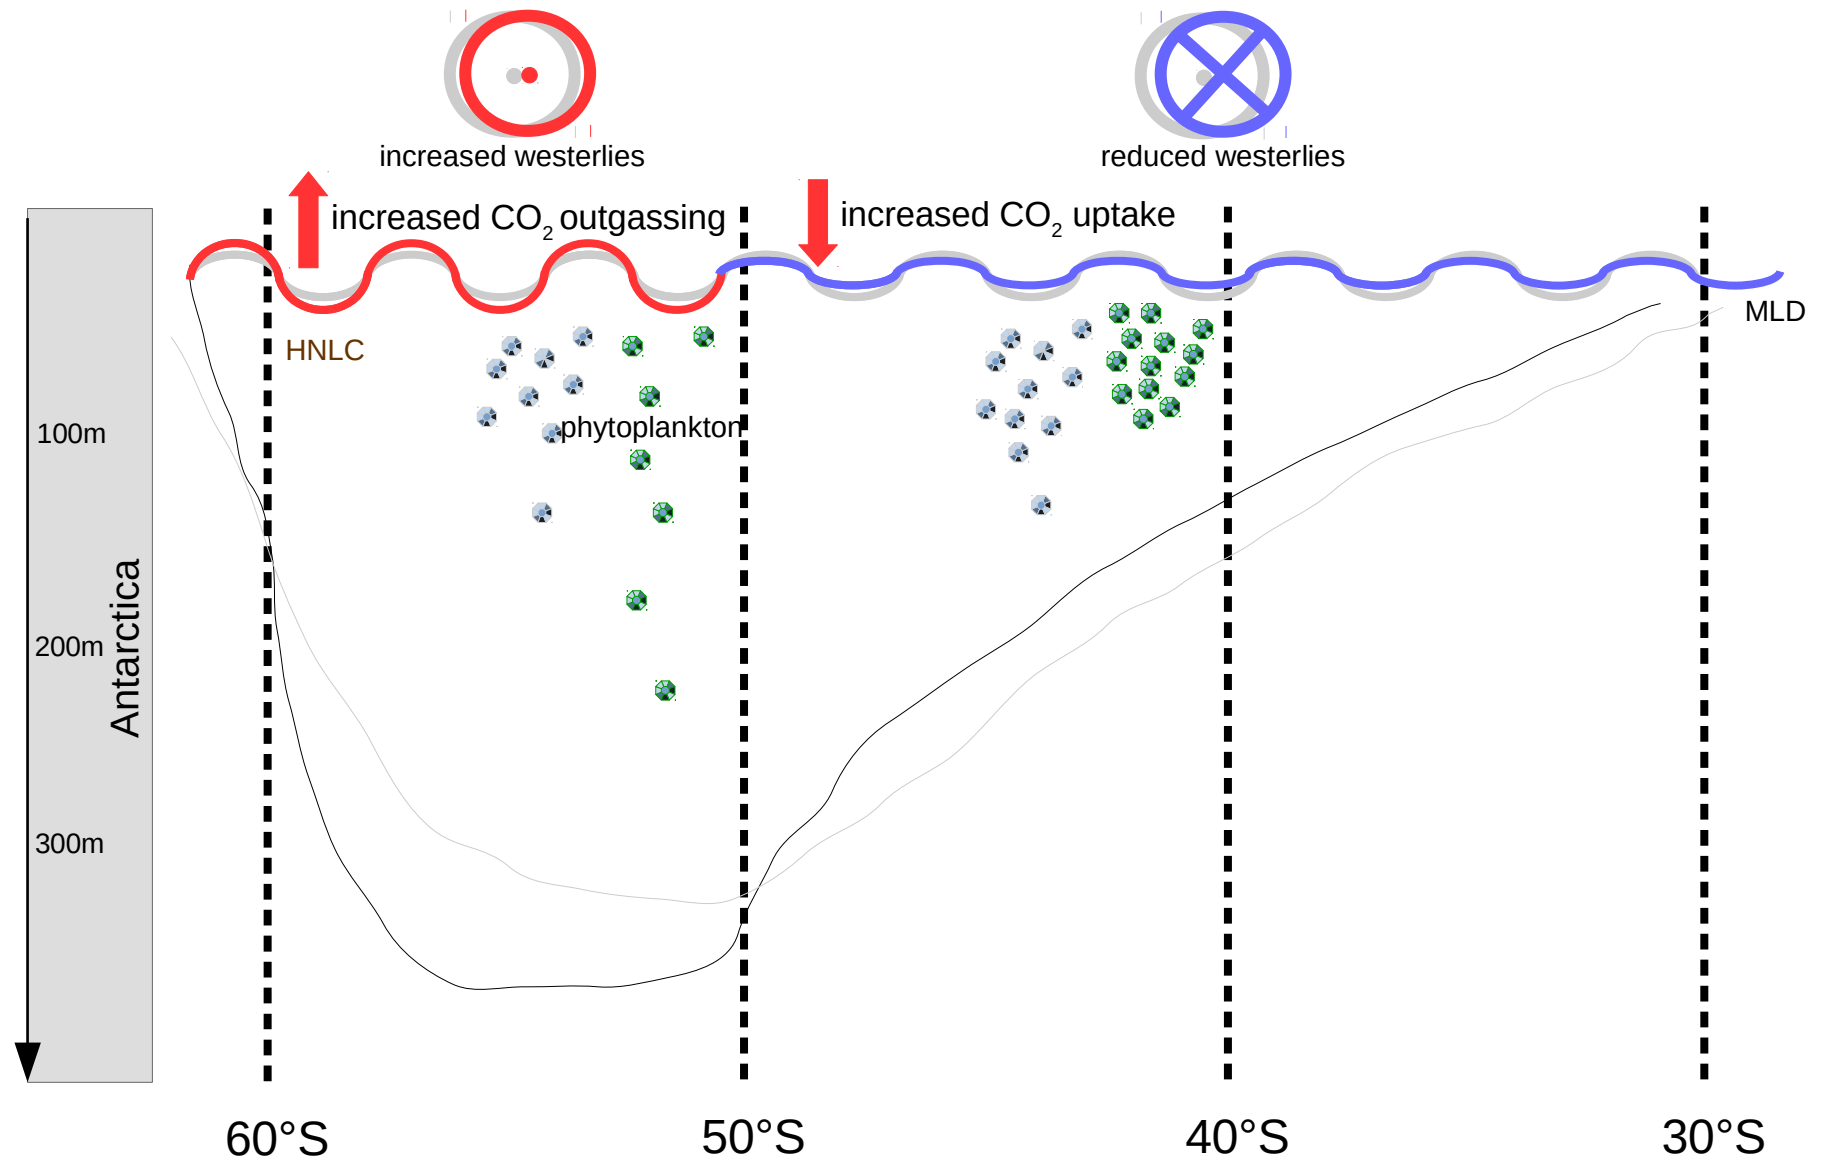 increased westerlies
reduced westerlies
increased CO2 outgassing
increased CO2 uptake
HNLC
MLD
phytoplankton
100m
200m
300m
Antarctica
60°S
50°S
40°S
30°S